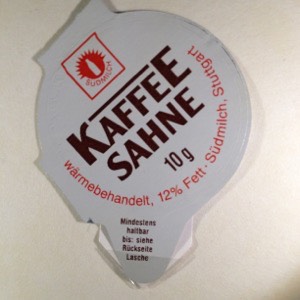 SÜDMILCH
KAFFEE
SAHNE
10 g
wärmebehandelt, 12% Fett · Südmilch, Stuttgart
Mindestens
haltbar
bis: siehe
Rückseite
Lasche